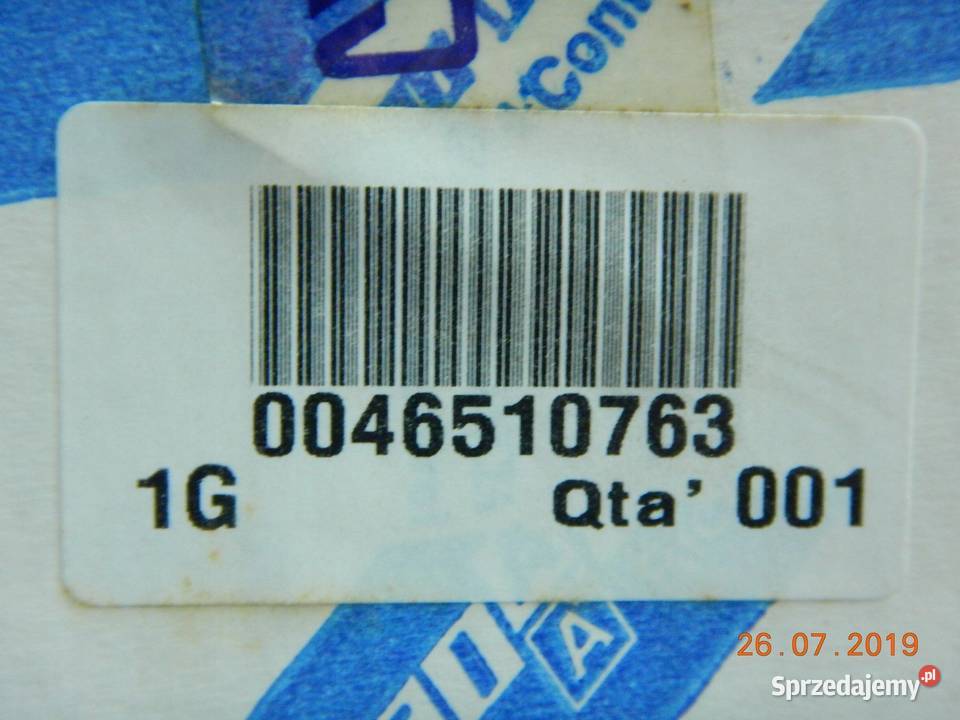 0046510763
1G Qta' 001
A
26.07.2019
Sprzedajemy.pl